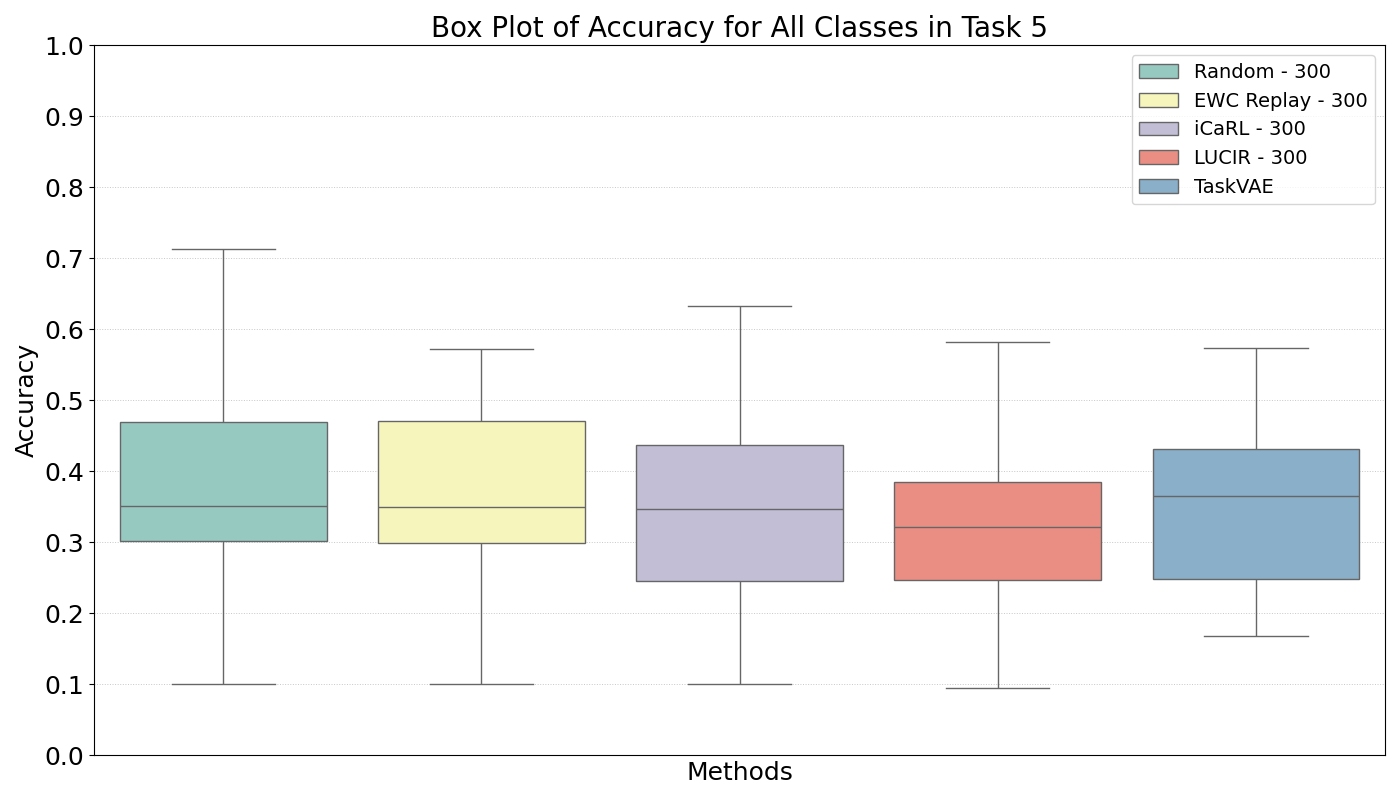 Box Plot of Accuracy for All Classes in Task 5
1.0
0.9
0.8
0.7
0.6
0.5
0.4
0.3
0.2
0.1
0.0
Accuracy
Methods
Random - 300
EWC Replay - 300
iCaRL - 300
LUCIR - 300
TaskVAE